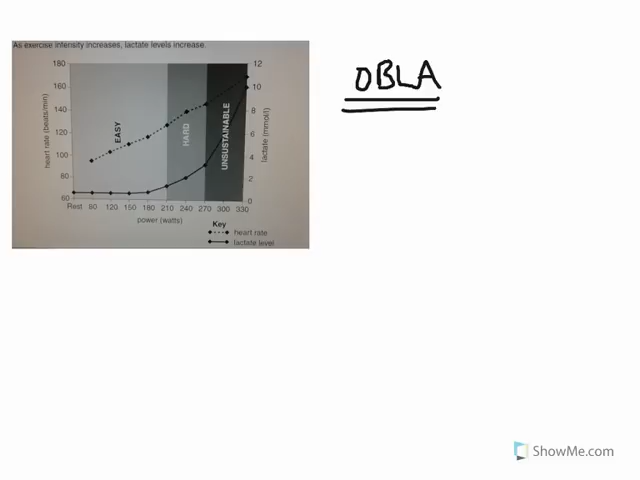 As exercise intensity increases, lactate levels increase.
OBLA
180
160
140
120
100
80
60
heart rate (beats/min)
EASY
HARD
UNSUSTAINABLE
12
10
8
6
4
2
0
lactate (mmol/l)
Rest 80 120 150 180 210 240 270 300 330
power (watts)
Key
heart rate
lactate level
ShowMe.com